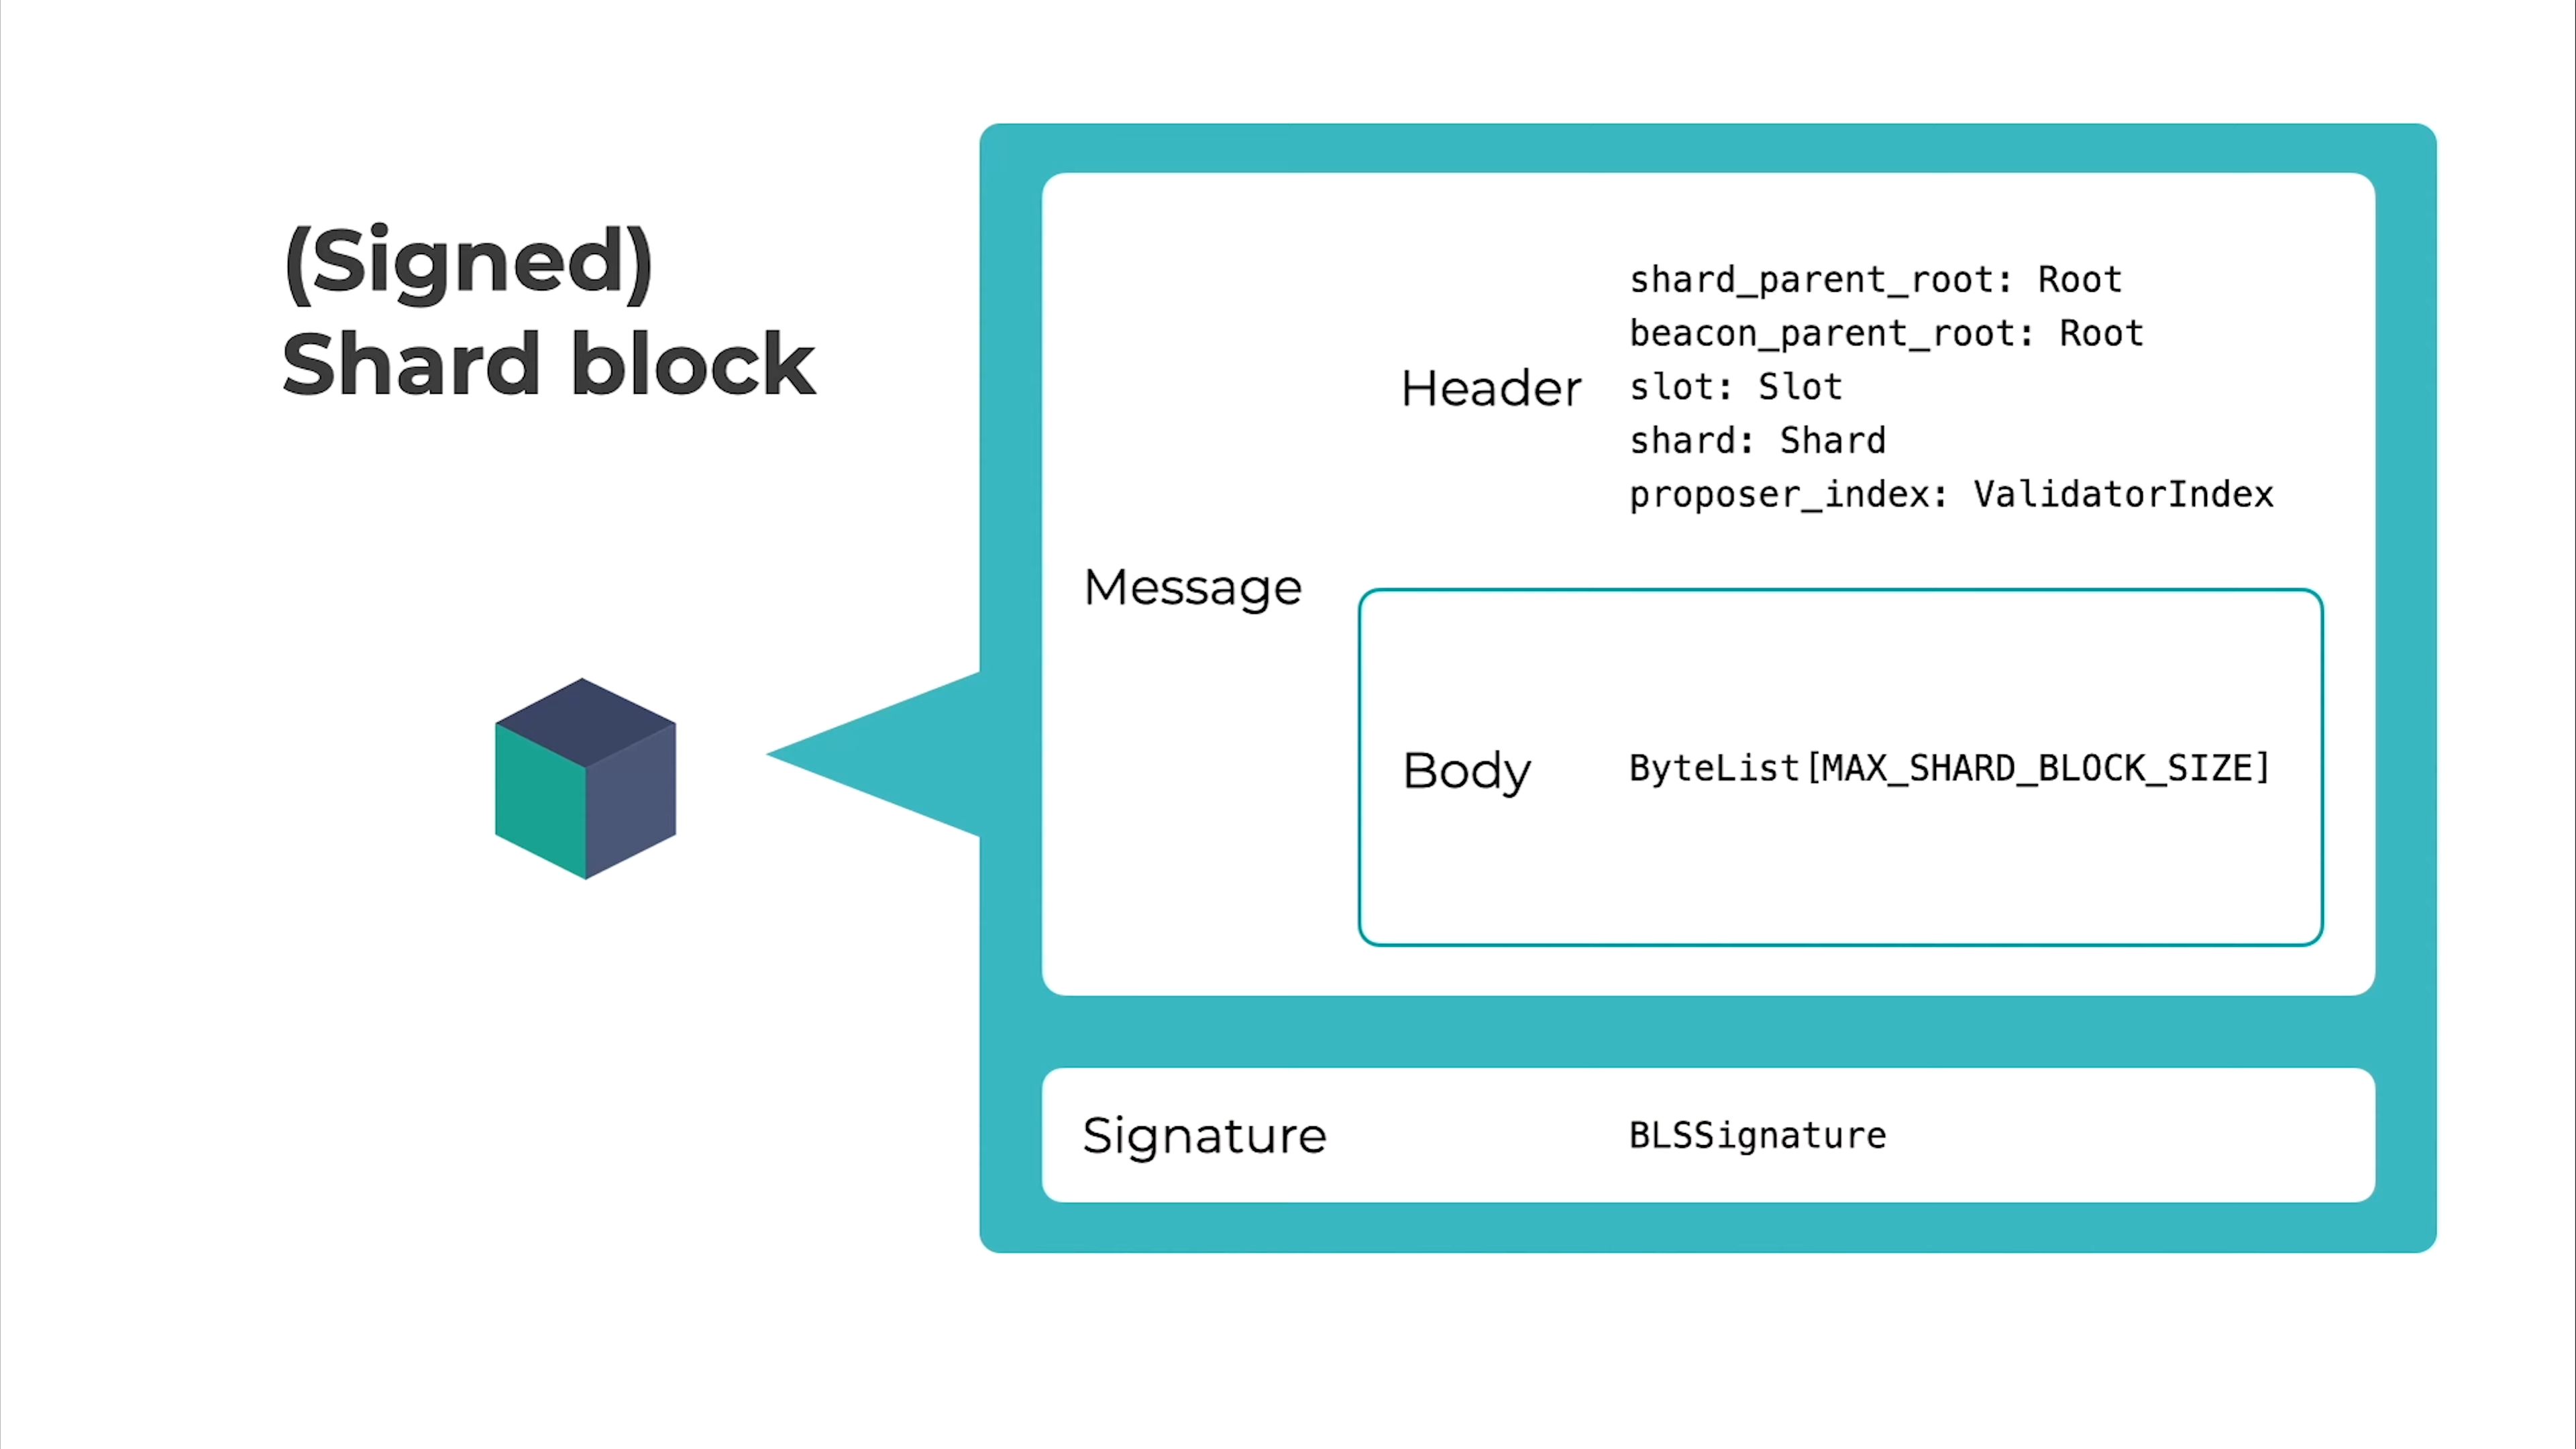 (Signed)
Shard block
Message
Header
shard_parent_root: Root
beacon_parent_root: Root
slot: Slot
shard: Shard
proposer_index: ValidatorIndex
Body
ByteList[MAX_SHARD_BLOCK_SIZE]
Signature
BLSSignature